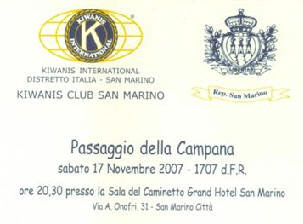 KIWANIS
K
INTERNATIONAL
KIWANIS INTERNATIONAL
DISTRETTO ITALIA - SAN MARINO
KIWANIS CLUB SAN MARINO
Rep. San Marino
Passaggio della Campana
sabato 17 Novembre 2007 - 1707 d.F.R.
ore 20,30 presso la Sala del Caminetto Grand Hotel San Marino
Via A. Onofri, 31 - San Marino Città